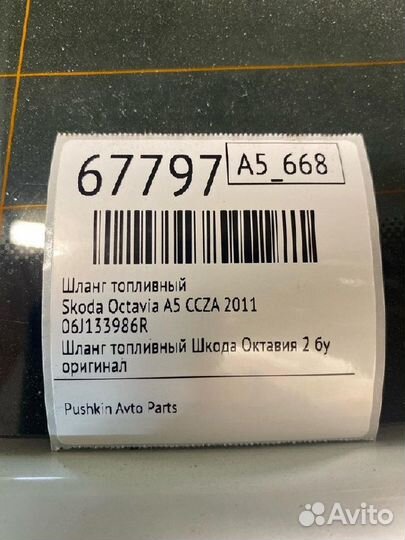 67797
A5_668
Шланг топливный
Skoda Octavia A5 CCZA 2011
06J133986R
Шланг топливный Шкода Октавия 2 бу
оригинал
Pushkin Avto Parts
Avito